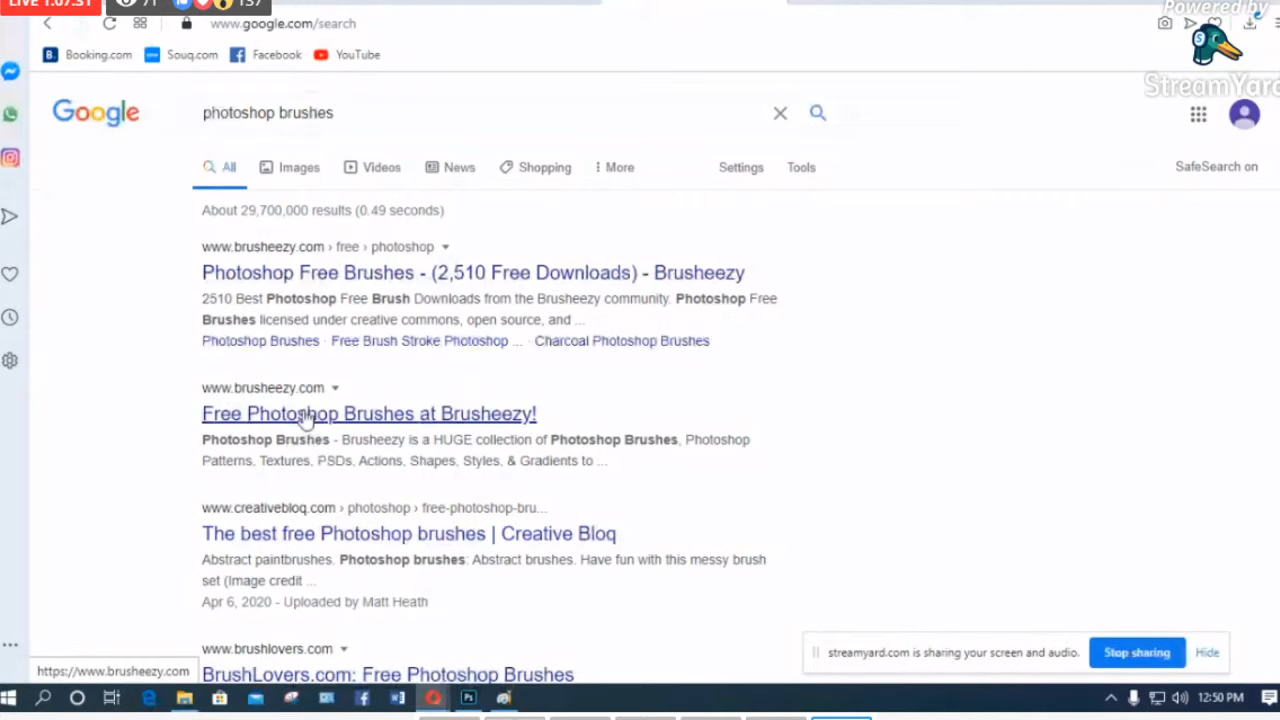 LIVE 1:07:31 71 137
Powered by
www.google.com/search
Booking.com Souq.com Facebook YouTube
StreamYard
Google photoshop brushes
All Images Videos News Shopping More Settings Tools SafeSearch on
About 29,700,000 results (0.49 seconds)
www.brusheezy.com › free › photoshop
Photoshop Free Brushes - (2,510 Free Downloads) - Brusheezy
2510 Best Photoshop Free Brush Downloads from the Brusheezy community. Photoshop Free
Brushes licensed under creative commons, open source, and ...
Photoshop Brushes · Free Brush Stroke Photoshop ... · Charcoal Photoshop Brushes
www.brusheezy.com
Free Photoshop Brushes at Brusheezy!
Photoshop Brushes - Brusheezy is a HUGE collection of Photoshop Brushes, Photoshop
Patterns, Textures, PSDs, Actions, Shapes, Styles, & Gradients to ...
www.creativebloq.com › photoshop › free-photoshop-bru...
The best free Photoshop brushes | Creative Bloq
Abstract paintbrushes. Photoshop brushes: Abstract brushes. Have fun with this messy brush
set (Image credit ...
Apr 6, 2020 - Uploaded by Matt Heath
www.brushlovers.com
BrushLovers.com: Free Photoshop Brushes
streamyard.com is sharing your screen and audio. Stop sharing Hide
https://www.brusheezy.com
12:50 PM